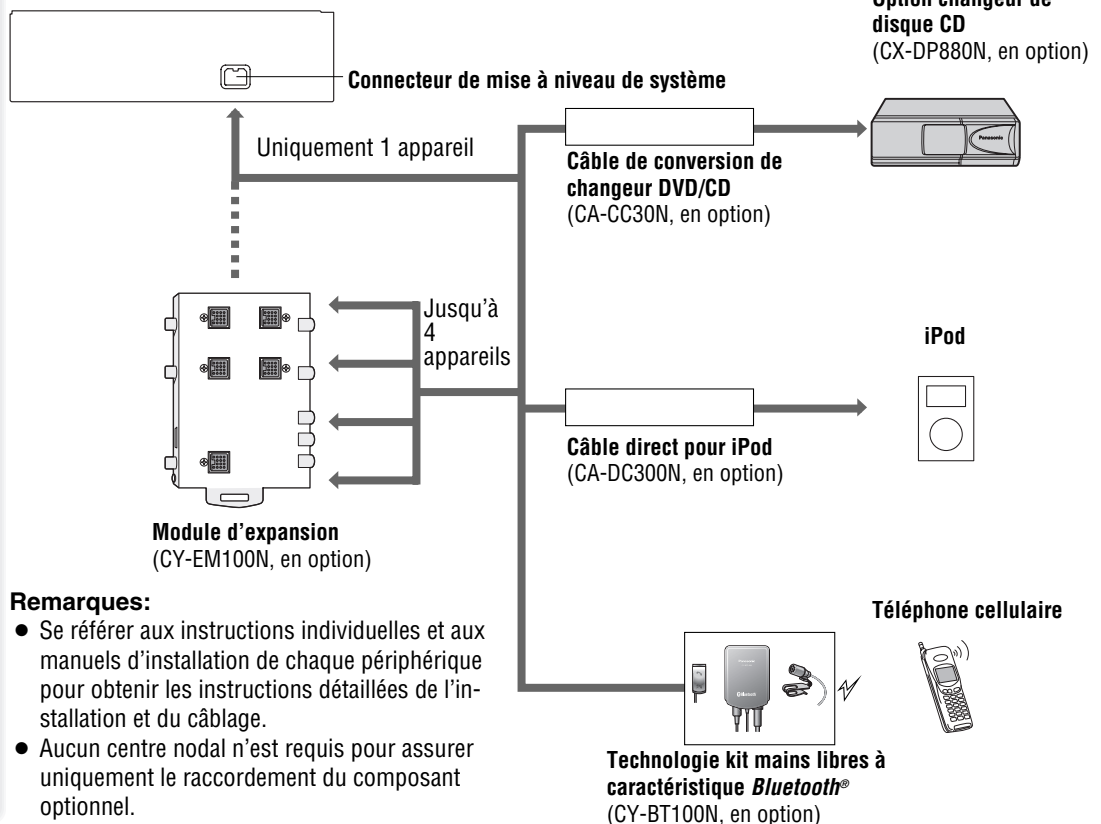 Option changeur de
disque CD
(CX-DP880N, en option)
Connecteur de mise à niveau de système
Uniquement 1 appareil
Panasonic
Câble de conversion de
changeur DVD/CD
(CA-CC30N, en option)
Jusqu'à
4
appareils
iPod
Câble direct pour iPod
(CA-DC300N, en option)
Module d'expansion
(CY-EM100N, en option)
Remarques:
● Se référer aux instructions individuelles et aux
manuels d'installation de chaque périphérique
pour obtenir les instructions détaillées de l'in-
stallation et du câblage.
● Aucun centre nodal n'est requis pour assurer
uniquement le raccordement du composant
optionnel.
Téléphone cellulaire
Bluetooth
Technologie kit mains libres à
caractéristique Bluetooth®
(CY-BT100N, en option)